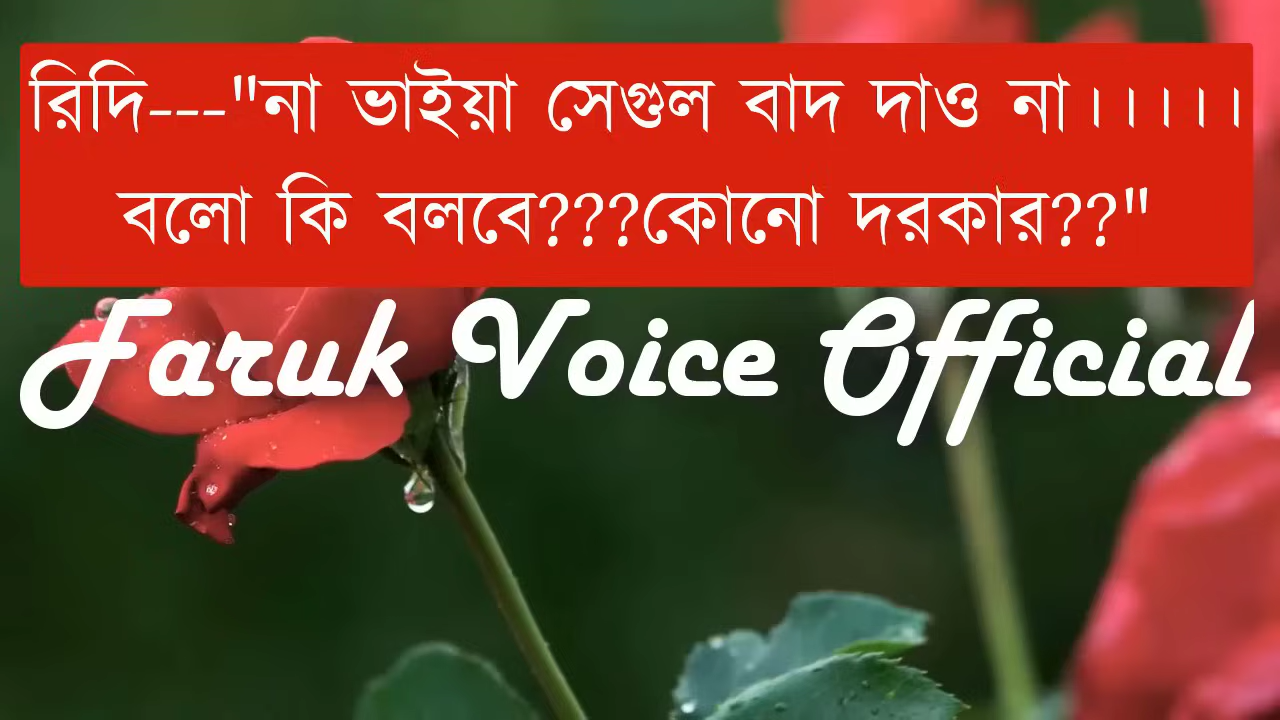 রিদি---"না ভাইয়া সেগুল বাদ দাও না।।।।।
বলো কি বলবে???কোনো দরকার??"
Faruk Voice Official